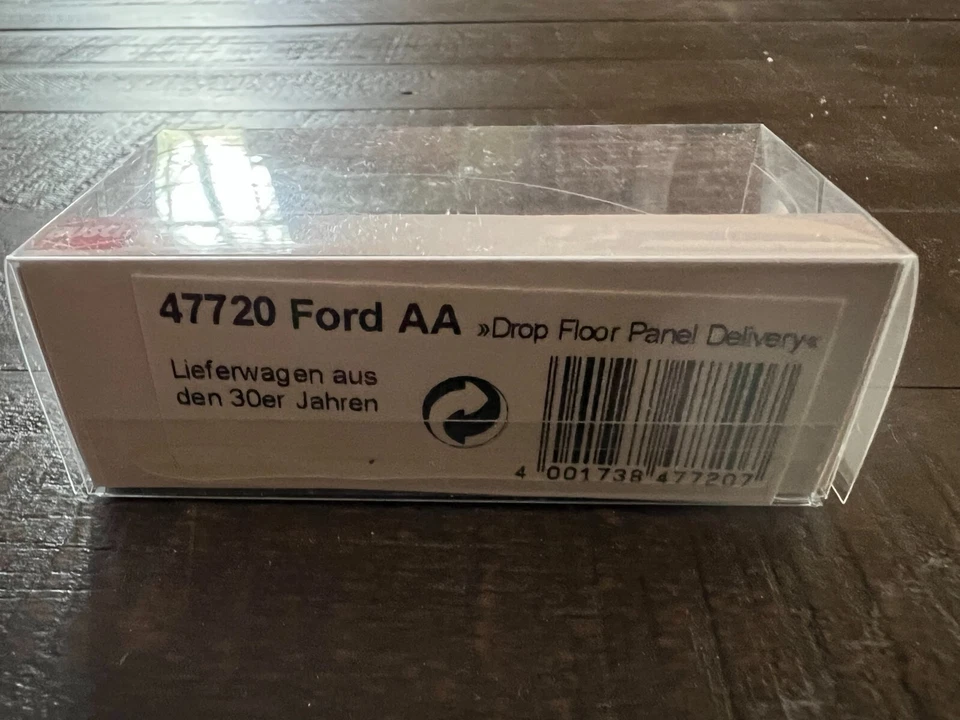 47720 Ford AA »Drop Floor Panel Delivery«
Lieferwagen aus
den 30er Jahren
4 001738 477207